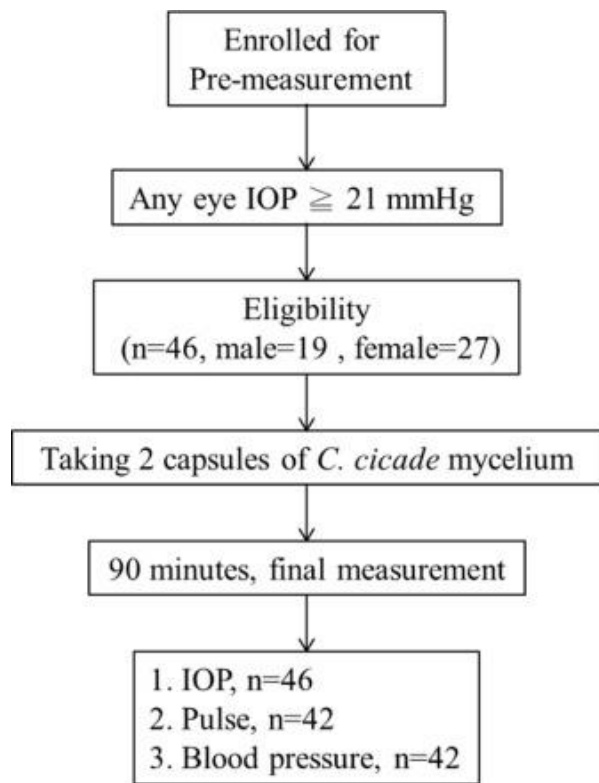 Enrolled for
Pre-measurement
Any eye IOP ≧ 21 mmHg
Eligibility
(n=46, male=19 , female=27)
Taking 2 capsules of C. cicade mycelium
90 minutes, final measurement
1. IOP, n=46
2. Pulse, n=42
3. Blood pressure, n=42